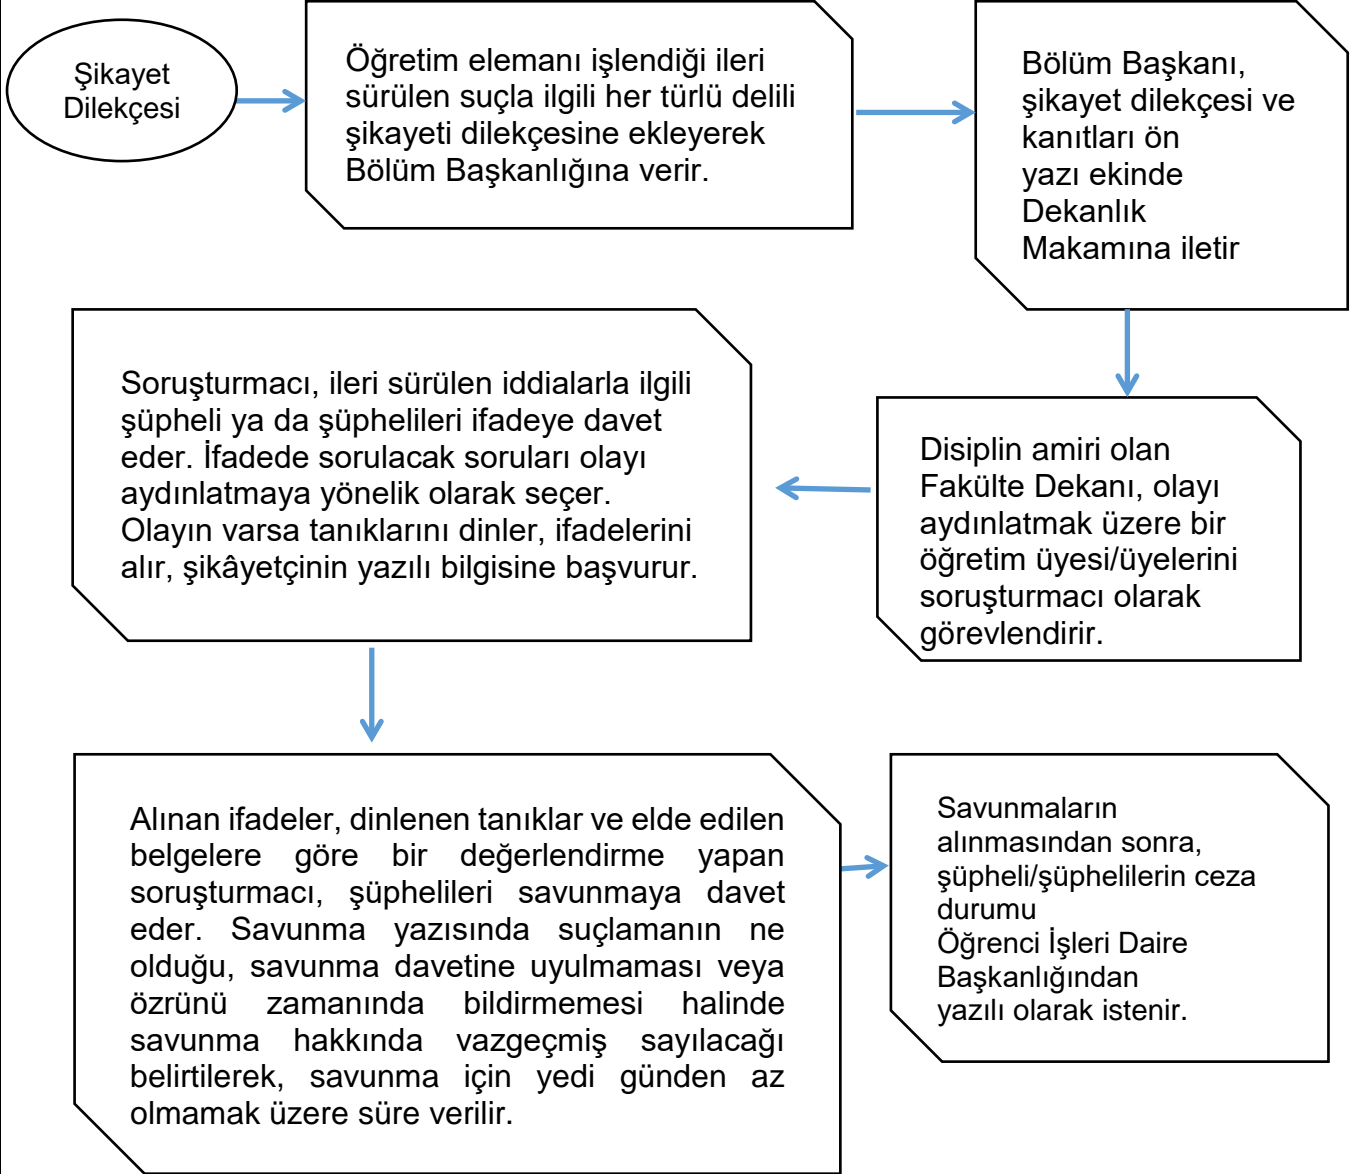 Şikayet
Dilekçesi
Öğretim elemanı işlendiği ileri
sürülen suçla ilgili her türlü delili
şikayeti dilekçesine ekleyerek
Bölüm Başkanlığına verir.
Bölüm Başkanı,
şikayet dilekçesi ve
kanıtları ön
yazı ekinde
Dekanlık
Makamına iletir
Disiplin amiri olan
Fakülte Dekanı, olayı
aydınlatmak üzere bir
öğretim üyesi/üyelerini
soruşturmacı olarak
görevlendirir.
Soruşturmacı, ileri sürülen iddialarla ilgili
şüpheli ya da şüphelileri ifadeye davet
eder. İfadede sorulacak soruları olayı
aydınlatmaya yönelik olarak seçer.
Olayın varsa tanıklarını dinler, ifadelerini
alır, şikâyetçinin yazılı bilgisine başvurur.
Alınan ifadeler, dinlenen tanıklar ve elde edilen
belgelere göre bir değerlendirme yapan
soruşturmacı, şüphelileri savunmaya davet
eder. Savunma yazısında suçlamanın ne
olduğu, savunma davetine uyulmaması veya
özrünü zamanında bildirmemesi halinde
savunma hakkında vazgeçmiş sayılacağı
belirtilerek, savunma için yedi günden az
olmamak üzere süre verilir.
Savunmaların
alınmasından sonra,
şüpheli/şüphelilerin ceza
durumu
Öğrenci İşleri Daire
Başkanlığından
yazılı olarak istenir.